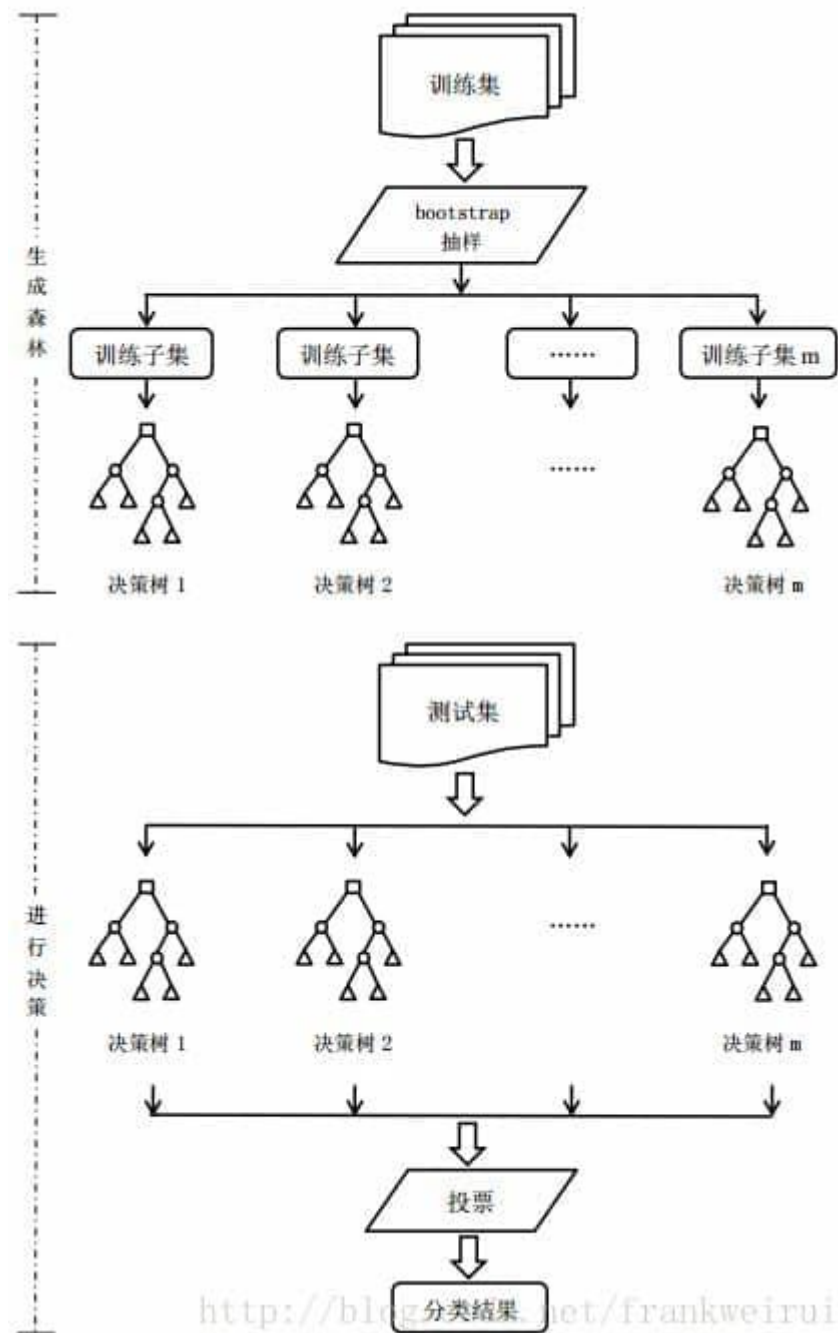 训练集
bootstrap
抽样
生成森林
训练子集
训练子集
……
训练子集 m
……
决策树 1
决策树 2
决策树 m
测试集
进行决策
……
决策树 1
决策树 2
决策树 m
投票
分类结果
http://blog. .net/frankweirui